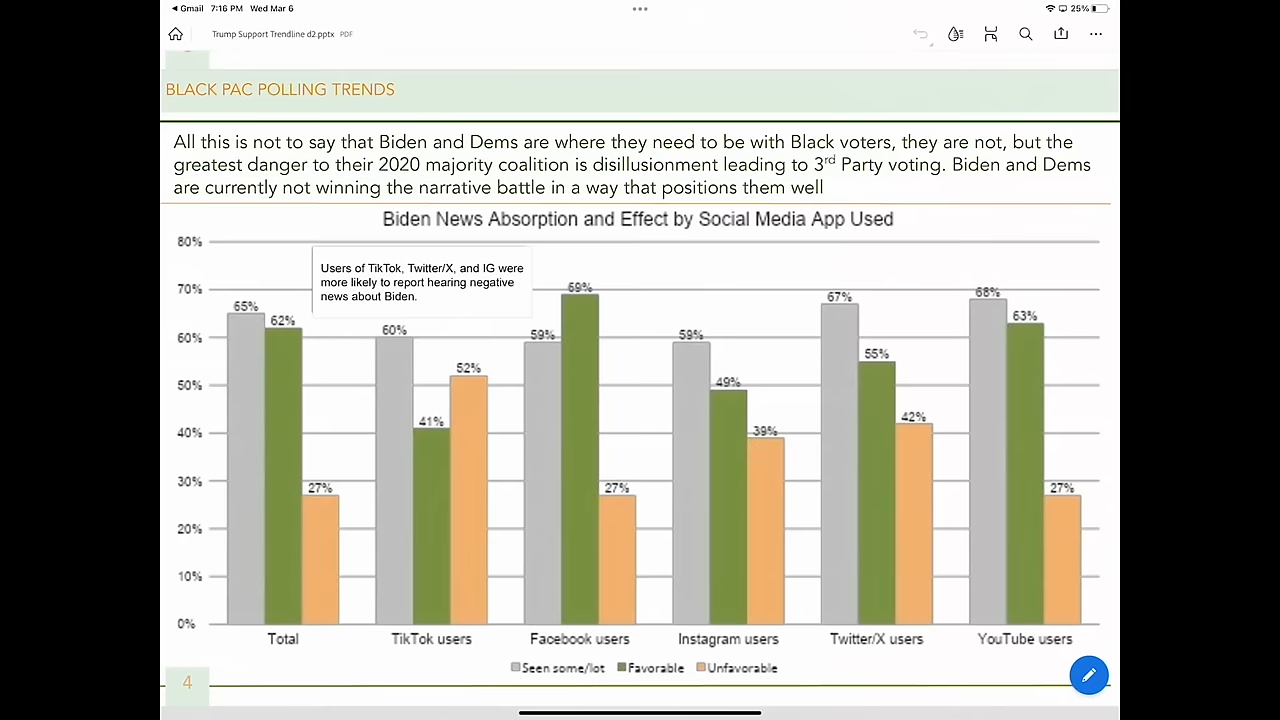 Gmail 7:16 PM Wed Mar 6
25%
Trump Support Trendline d2.pptx PDF
BLACK PAC POLLING TRENDS
All this is not to say that Biden and Dems are where they need to be with Black voters, they are not, but the
greatest danger to their 2020 majority coalition is disillusionment leading to 3rd Party voting. Biden and Dems
are currently not winning the narrative battle in a way that positions them well
Biden News Absorption and Effect by Social Media App Used
Users of TikTok, Twitter/X, and IG were
more likely to report hearing negative
news about Biden.
80%
70%
60%
50%
40%
30%
20%
10%
0%
65% 62% 27%
60% 41% 52%
59% 69% 27%
59% 49% 39%
67% 55% 42%
68% 63% 27%
Total TikTok users Facebook users Instagram users Twitter/X users YouTube users
Seen some/lot Favorable Unfavorable
4